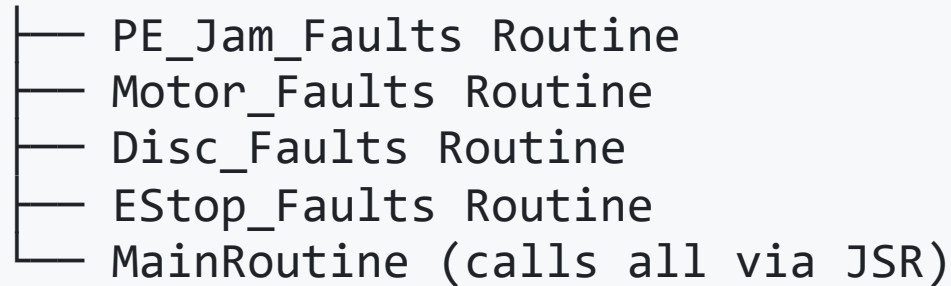 ├── PE_Jam_Faults Routine
├── Motor_Faults Routine
├── Disc_Faults Routine
├── EStop_Faults Routine
└── MainRoutine (calls all via JSR)